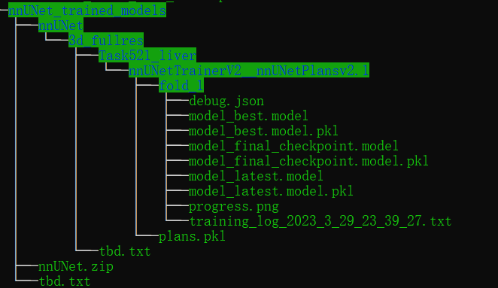 nnUNet_trained_models
nnUNet
3d_fullres
Task521_liver
nnUNetTrainerV2__nnUNetPlansv2.1
fold_1
debug.json
model_best.model
model_best.model.pkl
model_final_checkpoint.model
model_final_checkpoint.model.pkl
model_latest.model
model_latest.model.pkl
progress.png
training_log_2023_3_29_23_39_27.txt
plans.pkl
tbd.txt
nnUNet.zip
tbd.txt